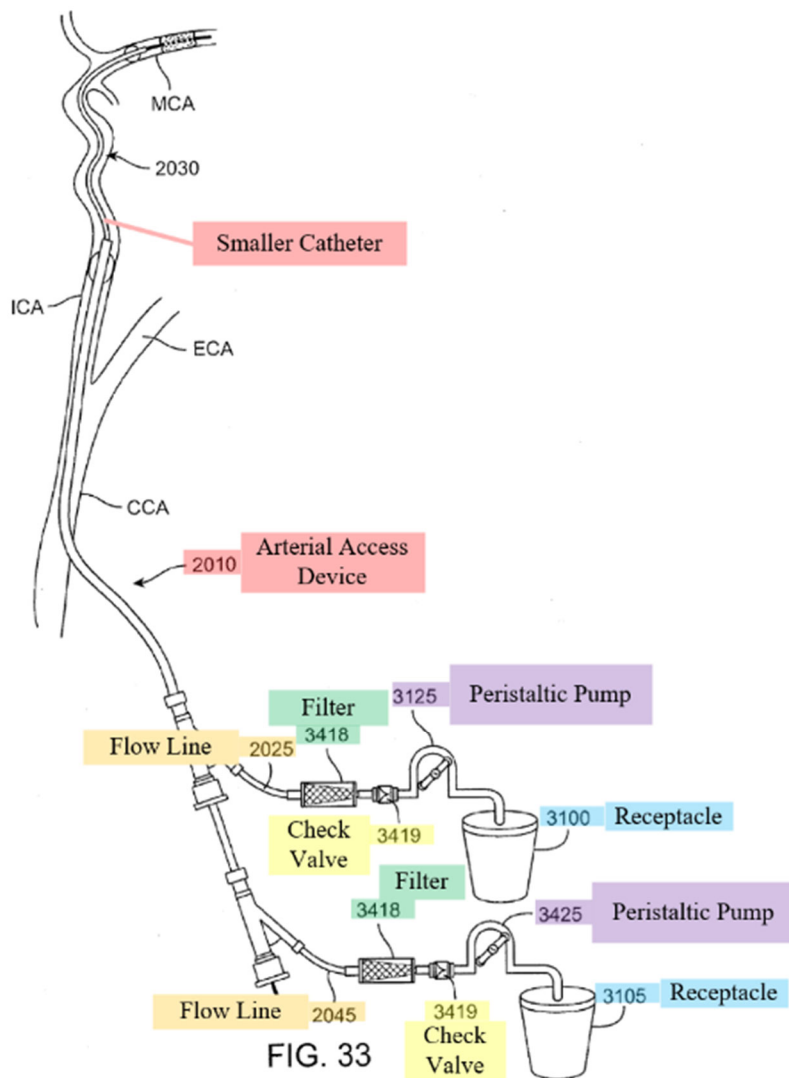 MCA
2030
Smaller Catheter
ICA
ECA
CCA
2010 Arterial Access
Device
3125 Peristaltic Pump
Filter
3418
Flow Line 2025
3100 Receptacle
Check
Valve 3419
Filter
3418
3425 Peristaltic Pump
3105 Receptacle
Flow Line 2045
3419
Check
Valve
FIG. 33